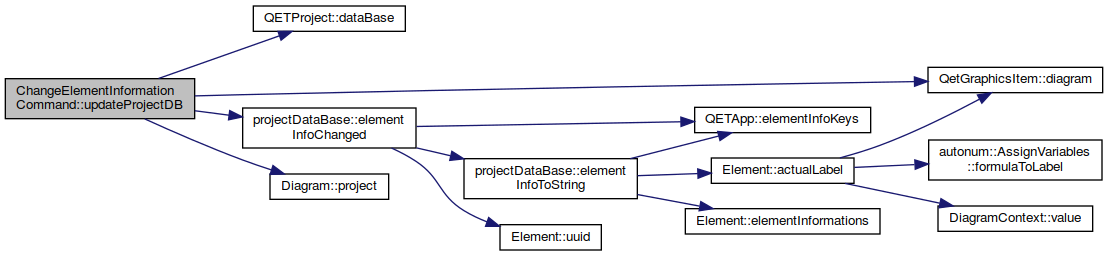 QETProject::dataBase
ChangeElementInformation
Command::updateProjectDB
QetGraphicsItem::diagram
projectDataBase::element
InfoChanged
QETApp::elementInfoKeys
autonum::AssignVariables
::formulaToLabel
projectDataBase::element
InfoToString
Element::actualLabel
Diagram::project
Element::elementInformations
DiagramContext::value
Element::uuid